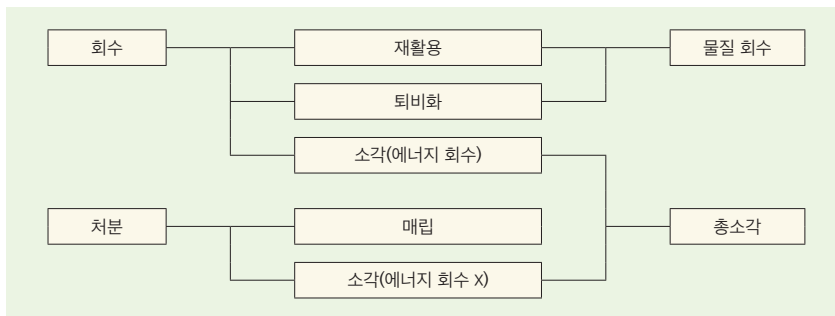 회수
재활용
물질 회수
퇴비화
소각(에너지 회수)
처분
매립
총소각
소각(에너지 회수 X)